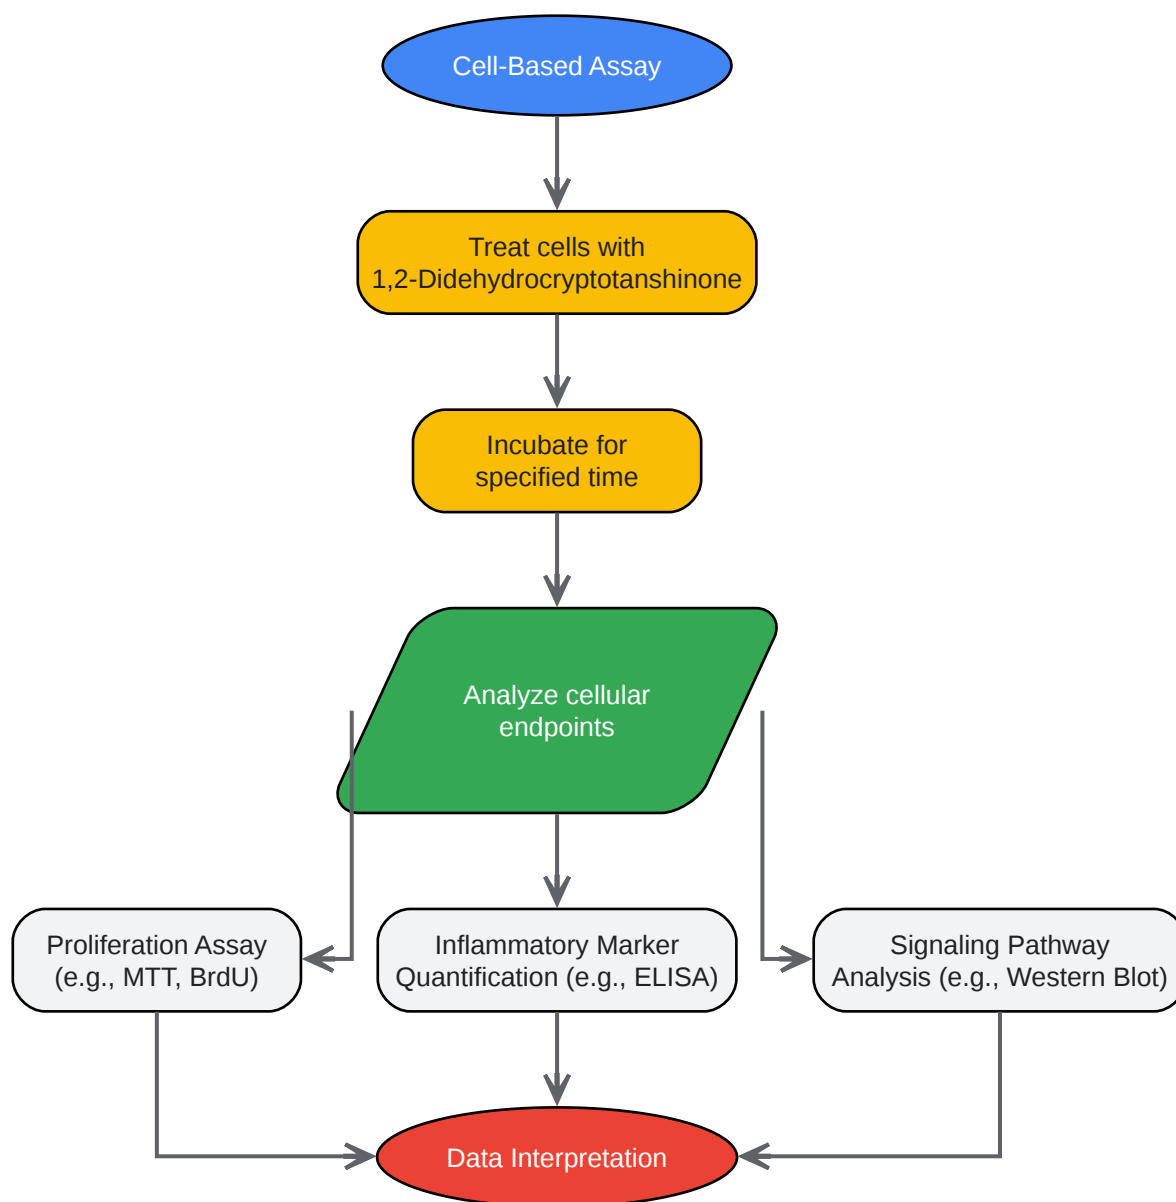 Cell-Based Assay
Treat cells with
1,2-Didehydrocryptotanshinone
Incubate for
specified time
Analyze cellular
endpoints
Proliferation Assay
(e.g., MTT, BrdU)
Inflammatory Marker
Quantification (e.g., ELISA)
Signaling Pathway
Analysis (e.g., Western Blot)
Data Interpretation